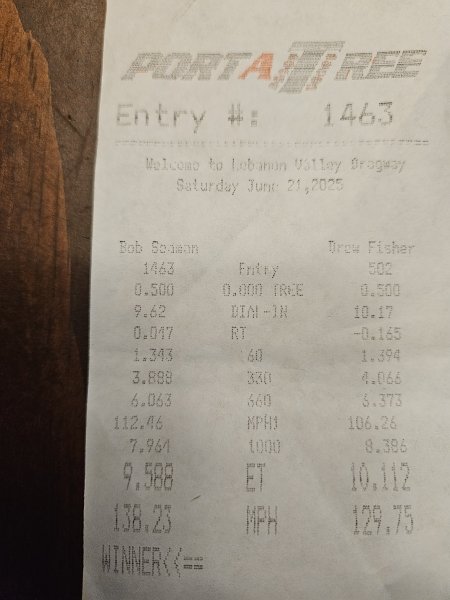 PORTATREE
Entry #: 1463
Welcome to Lebanon Valley Dragway
Saturday June 21,2025
Bob Seaman Drew Fisher
1463 Entry 502
0.500 0.000 TREE 0.500
9.62 DIAL-IN 10.17
0.047 RT -0.165
1.343 '60 1.394
3.888 330 4.066
6.063 660 6.373
112.46 MPH1 106.26
7.964 1000 8.386
9.588 ET 10.112
138.23 MPH 129.75
WINNER<<==